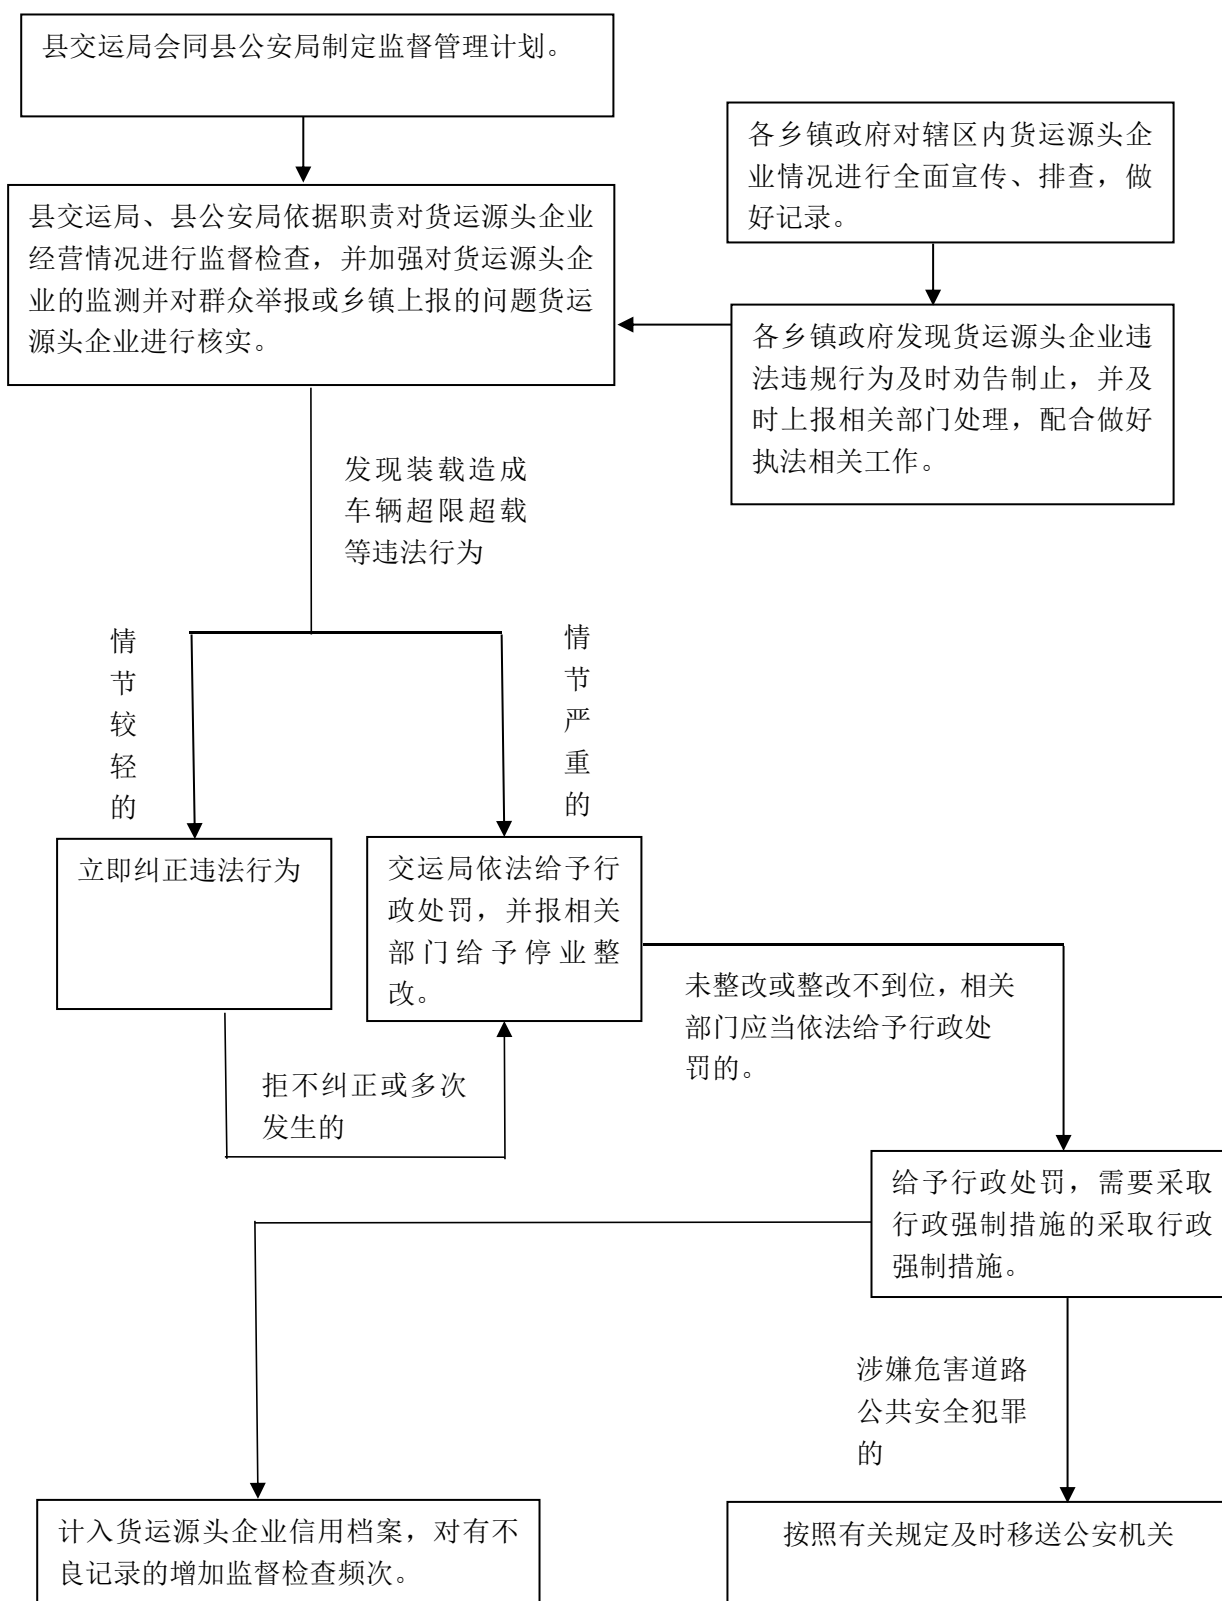 县交运局会同县公安局制定监督管理计划。
各乡镇政府对辖区内货运源头企
业情况进行全面宣传、排查，做
好记录。
县交运局、县公安局依据职责对货运源头企业
经营情况进行监督检查，并加强对货运源头企
业的监测并对群众举报或乡镇上报的问题货运
源头企业进行核实。
各乡镇政府发现货运源头企业违
法违规行为及时劝告制止，并及
时上报相关部门处理，配合做好
执法相关工作。
发现装载造成
车辆超限超载
等违法行为
情
节
较
轻
的
情
节
严
重
的
立即纠正违法行为
交运局依法给予行
政处罚，并报相关
部门给予停业整
改。
未整改或整改不到位，相关
部门应当依法给予行政处
罚的。
拒不纠正或多次
发生的
给予行政处罚，需要采取
行政强制措施的采取行政
强制措施。
涉嫌危害道路
公共安全犯罪
的
计入货运源头企业信用档案，对有不
良记录的增加监督检查频次。
按照有关规定及时移送公安机关